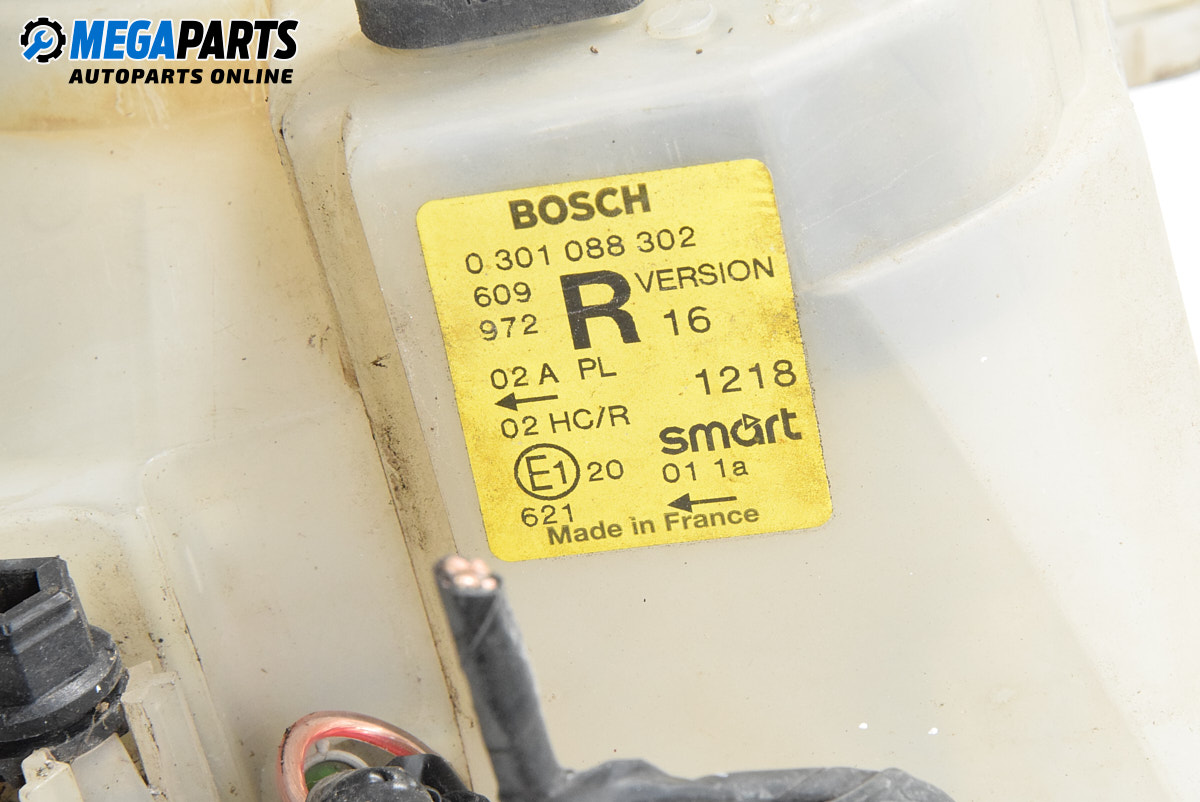 MEGAPARTS
AUTOPARTS ONLINE
BOSCH
0 301 088 302
609 R VERSION
972 16
02 A PL 1218
02 HC/R smart
E1 20 01 1a
621
Made in France